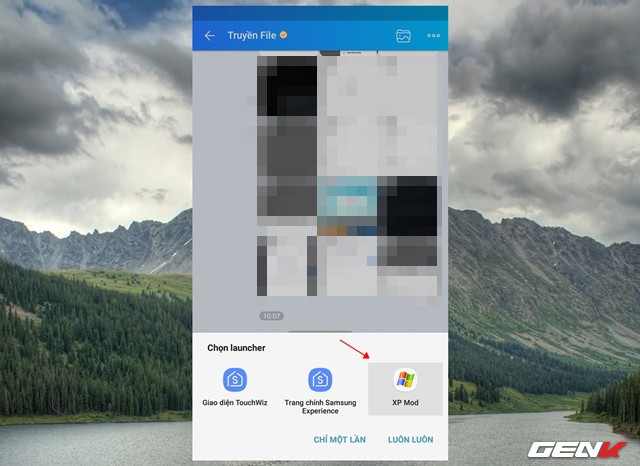 Truyền File
10:07
Chọn launcher
Giao diện TouchWiz
Trang chính Samsung
Experience
XP Mod
CHỈ MỘT LẦN
LUÔN LUÔN
GENK